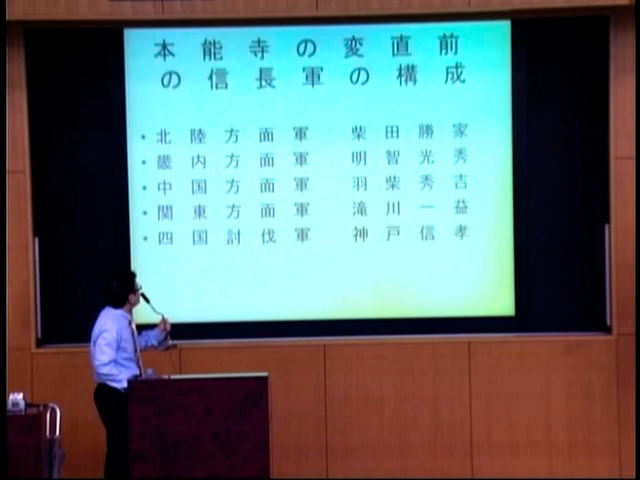 本能寺の変直前
の信長軍の構成
・北陸方面軍　柴田勝家
・畿内方面軍　明智光秀
・中国方面軍　羽柴秀吉
・関東方面軍　滝川一益
・四国討伐軍　神戸信孝